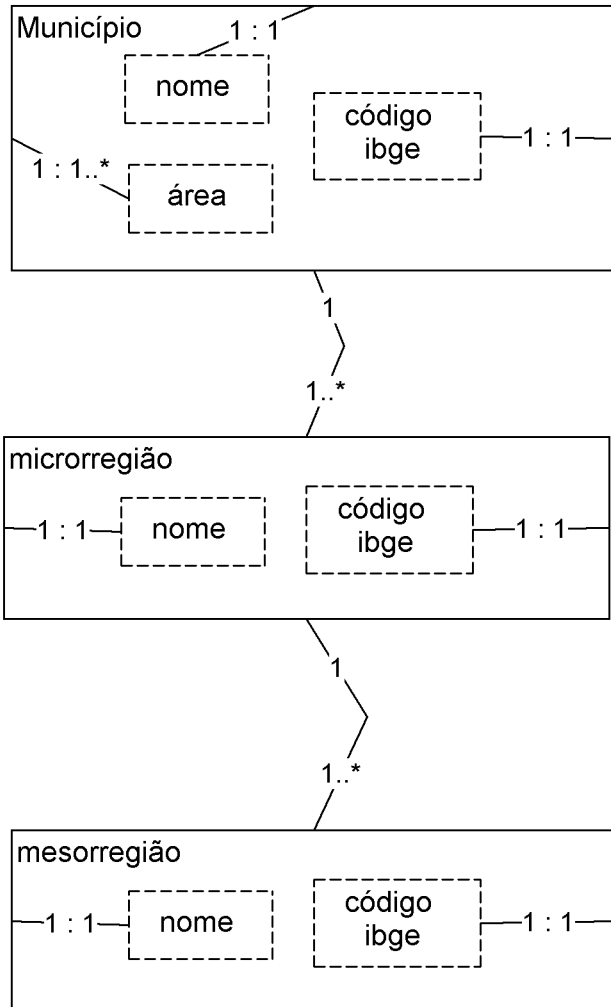 Município
1 : 1
nome
código
ibge
1 : 1
1 : 1..*
área
1
1..*
microrregião
1 : 1
nome
código
ibge
1 : 1
1
1..*
mesorregião
1 : 1
nome
código
ibge
1 : 1